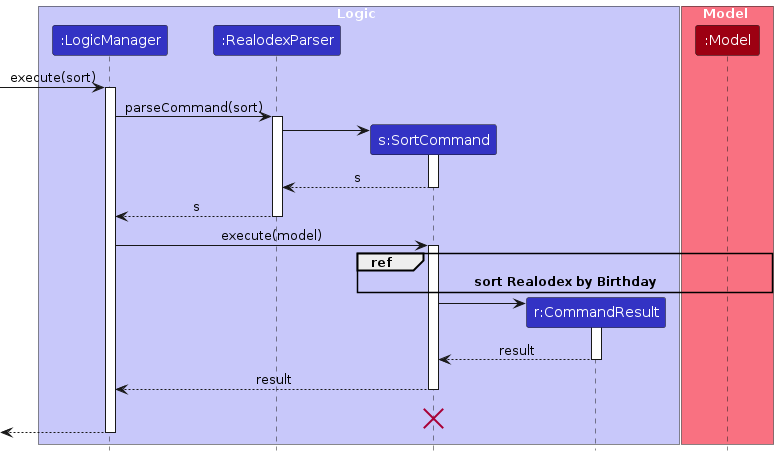 Logic
Model
:LogicManager
:RealodexParser
:Model
execute(sort)
parseCommand(sort)
s:SortCommand
s
s
execute(model)
ref
sort Realodex by Birthday
r:CommandResult
result
result